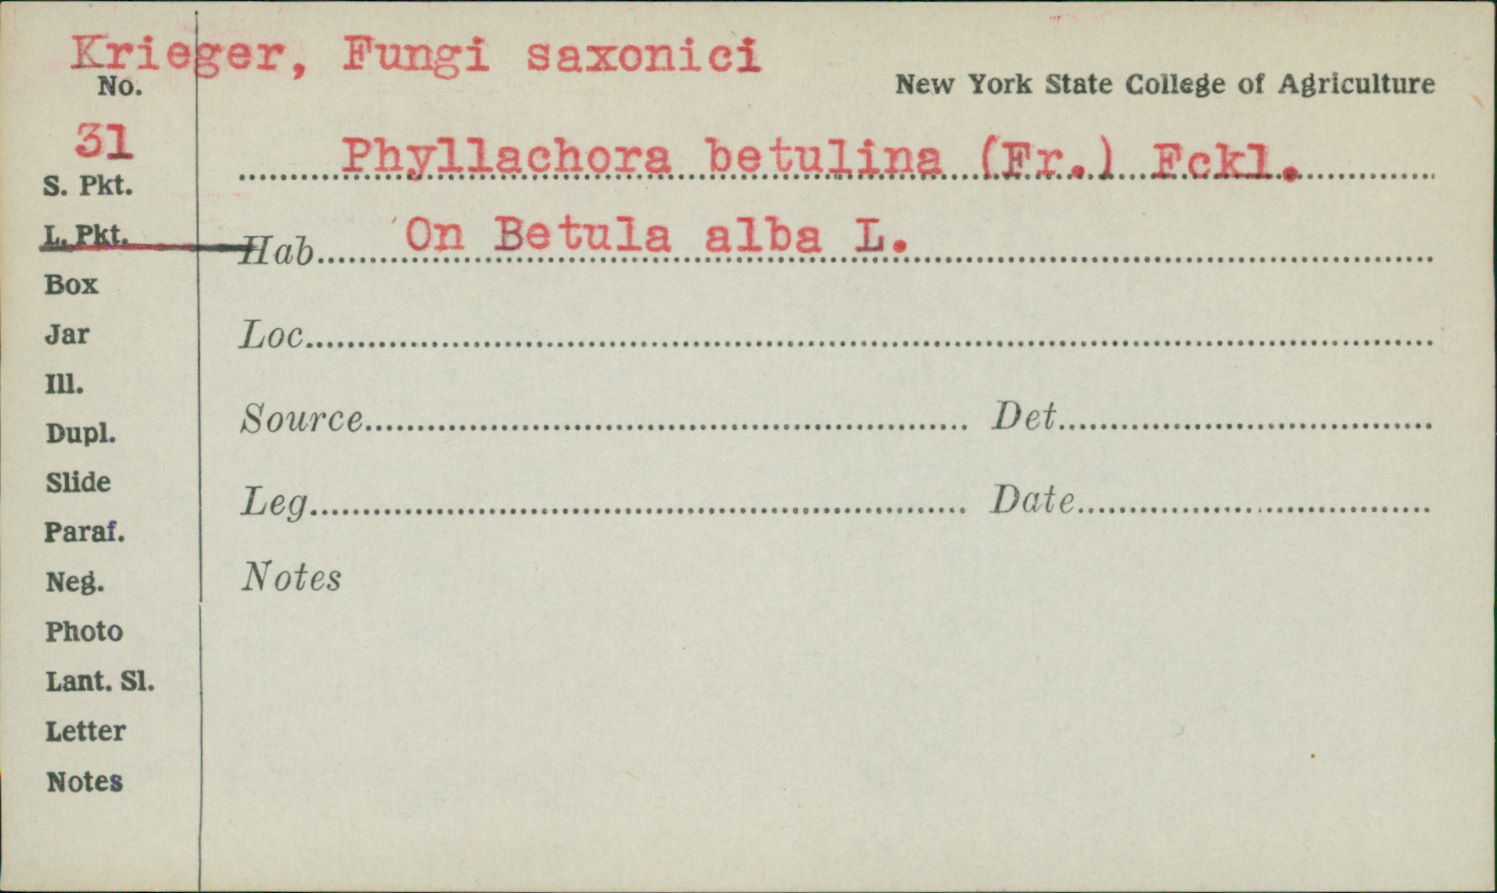 Krieger, Fungi saxonici
No.
New York State College of Agriculture
31
Phyllachora betulina (Fr.) Fckl.
S. Pkt.
L. Pkt.
Hab. On Betula alba L.
Box
Jar
Loc.
Ill.
Dupl.
Source
Det.
Slide
Leg.
Date
Paraf.
Neg.
Notes
Photo
Lant. Sl.
Letter
Notes